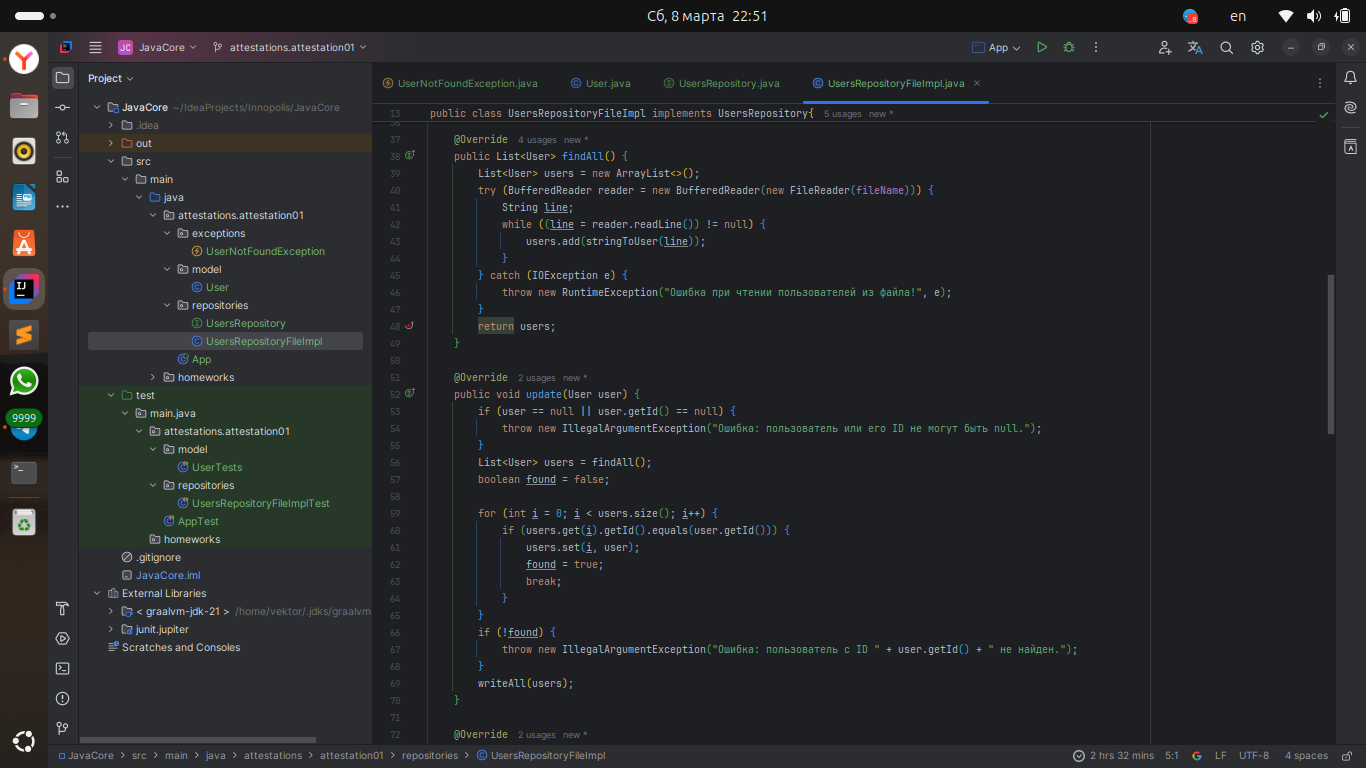 Сб, 8 марта 22:51
8
en
JC JavaCore
attestations.attestation01
App
Project
UserNotFoundException.java
User.java
UsersRepository.java
UsersRepositoryFileImpl.java
JavaCore ~/IdeaProjects/Innopolis/JavaCore
.idea
out
src
main
java
attestations.attestation01
exceptions
UserNotFoundException
model
User
repositories
UsersRepository
UsersRepositoryFileImpl
App
homeworks
test
main.java
attestations.attestation01
model
UserTests
repositories
UsersRepositoryFileImplTest
AppTest
homeworks
.gitignore
JavaCore.iml
External Libraries
< graalvm-jdk-21 > /home/vektor/.jdks/graalvm
junit.jupiter
Scratches and Consoles
9999
13 public class UsersRepositoryFileImpl implements UsersRepository{ 5 usages new *
36
37 @Override 4 usages new *
38 public List<User> findAll() {
39 List<User> users = new ArrayList<>();
40 try (BufferedReader reader = new BufferedReader(new FileReader(fileName))) {
41 String line;
42 while ((line = reader.readLine()) != null) {
43 users.add(stringToUser(line));
44 }
45 } catch (IOException e) {
46 throw new RuntimeException("Ошибка при чтении пользователей из файла!", e);
47 }
48 return users;
49 }
50
51 @Override 2 usages new *
52 public void update(User user) {
53 if (user == null || user.getId() == null) {
54 throw new IllegalArgumentException("Ошибка: пользователь или его ID не могут быть null.");
55 }
56 List<User> users = findAll();
57 boolean found = false;
58
59 for (int i = 0; i < users.size(); i++) {
60 if (users.get(i).getId().equals(user.getId())) {
61 users.set(i, user);
62 found = true;
63 break;
64 }
65 }
66 if (!found) {
67 throw new IllegalArgumentException("Ошибка: пользователь с ID " + user.getId() + " не найден.");
68 }
69 writeAll(users);
70 }
71
72 @Override 2 usages new *
JavaCore > src > main > java > attestations > attestation01 > repositories > UsersRepositoryFileImpl
2 hrs 32 mins 5:1 LF UTF-8 4 spaces